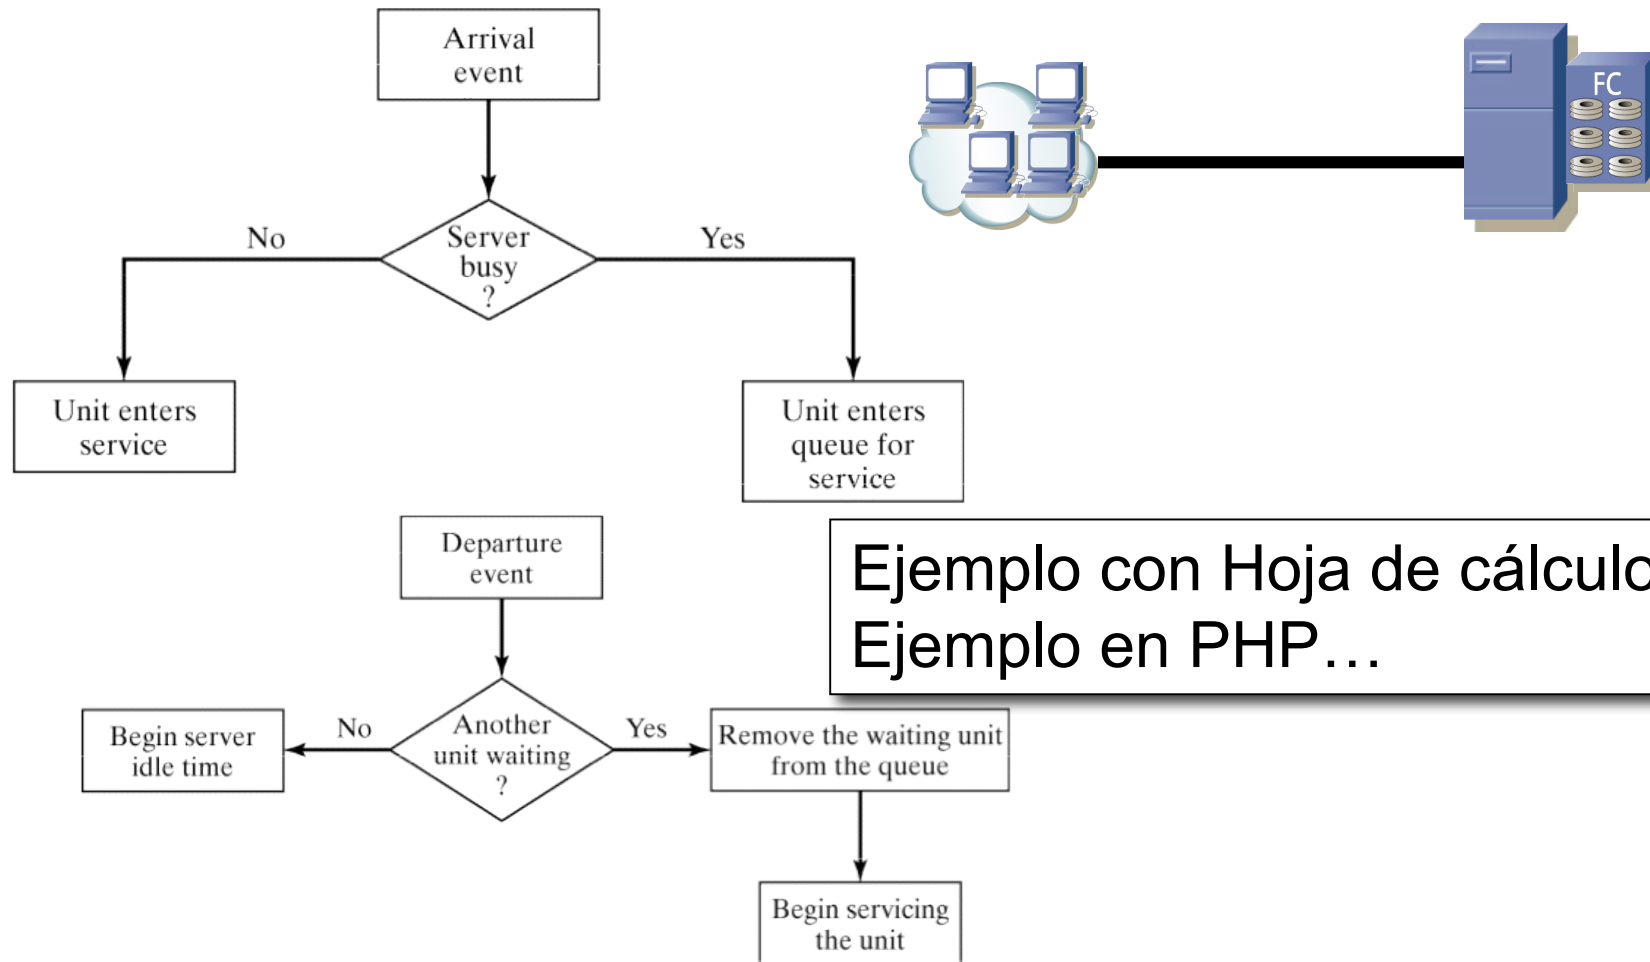 Arrival
event
FC
Server
busy
?
No
Yes
Unit enters
service
Unit enters
queue for
service
Departure
event
Ejemplo con Hoja de cálculo
Ejemplo en PHP…
Another
unit waiting
?
No
Yes
Begin server
idle time
Remove the waiting unit
from the queue
Begin servicing
the unit